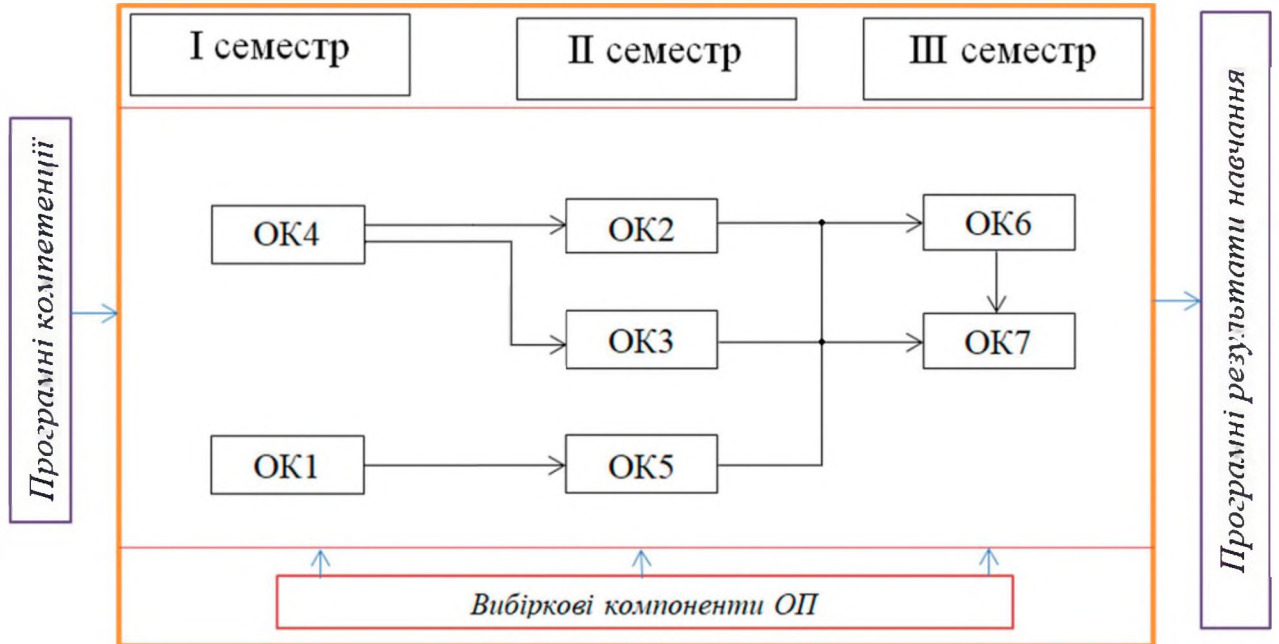 І семестр
ІІ семестр
ІІІ семестр
Програмні компетенції
ОК4
ОК2
ОК6
ОК3
ОК7
ОК1
ОК5
Вибіркові компоненти ОП
Програмні результати навчання